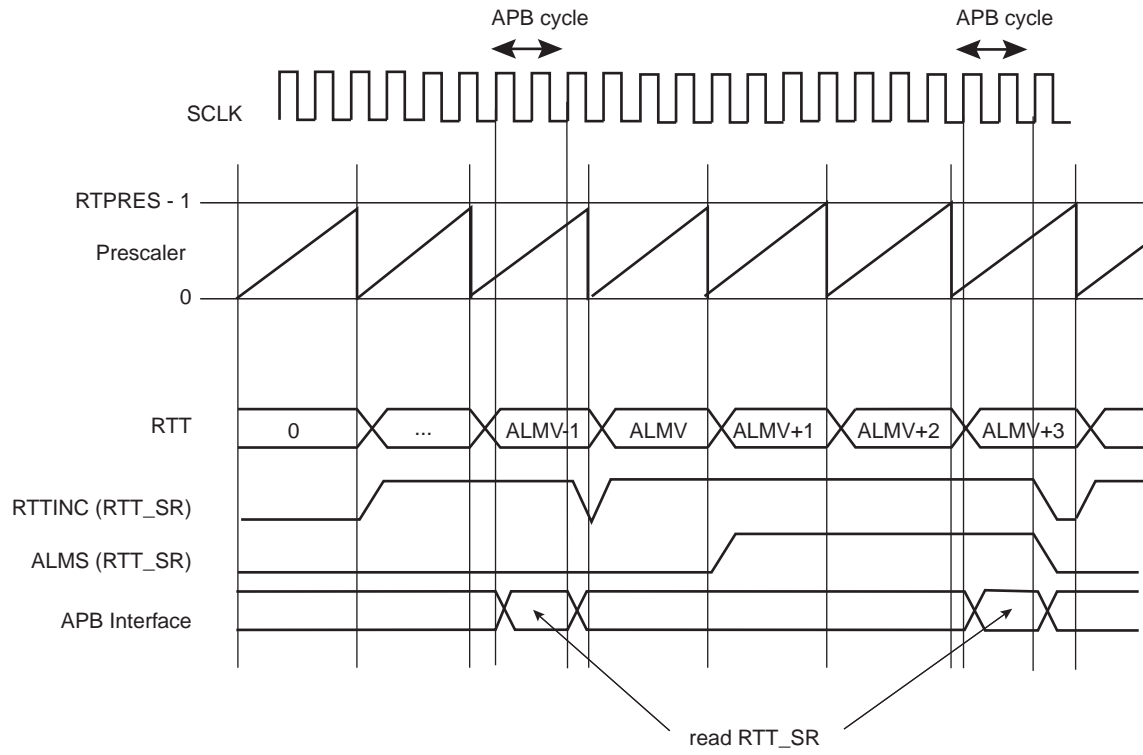 APB cycle APB cycle
SCLK
RTPRES - 1
Prescaler
0
RTT 0 ... ALMV-1 ALMV ALMV+1 ALMV+2 ALMV+3
RTTINC (RTT_SR)
ALMS (RTT_SR)
APB Interface
read RTT_SR